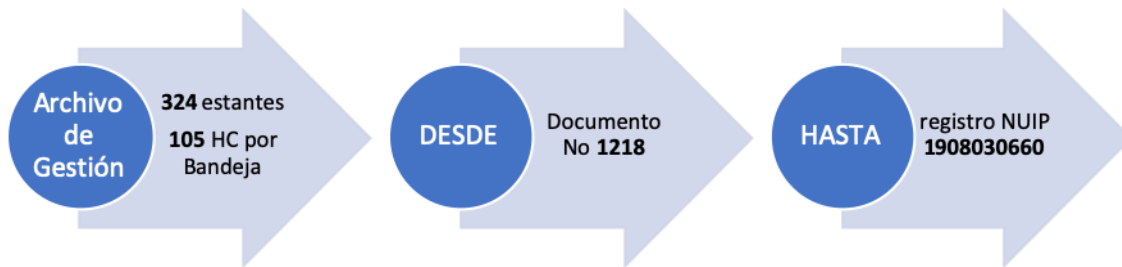 Archivo
de
Gestión
324 estantes
105 HC por
Bandeja
DESDE
Documento
No 1218
HASTA
registro NUIP
1908030660